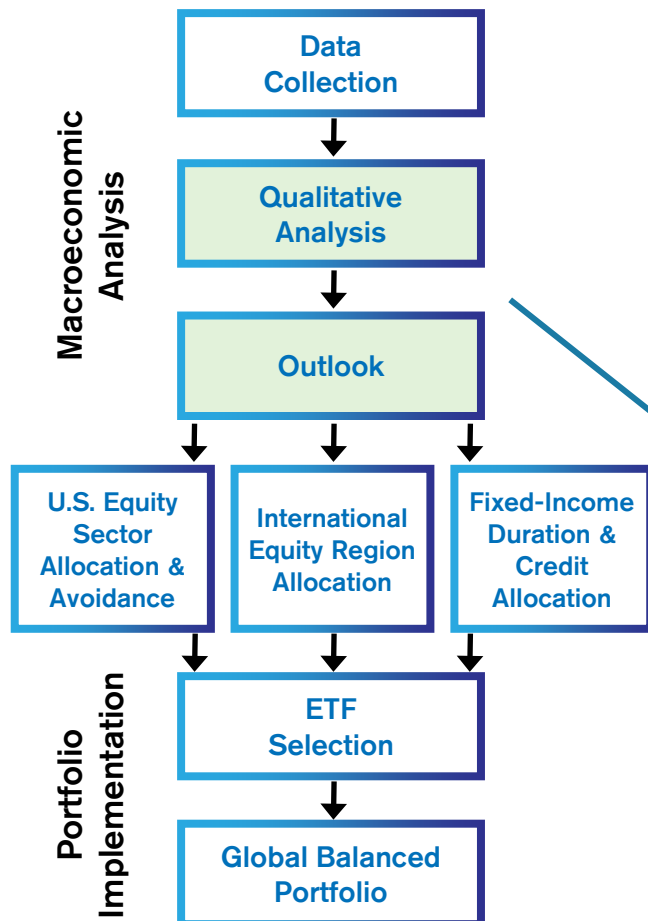 Macroeconomic
Analysis
Data
Collection
Qualitative
Analysis
Outlook
U.S. Equity
Sector
Allocation &
Avoidance
International
Equity Region
Allocation
Fixed-Income
Duration &
Credit
Allocation
Portfolio
Implementation
ETF
Selection
Global Balanced
Portfolio